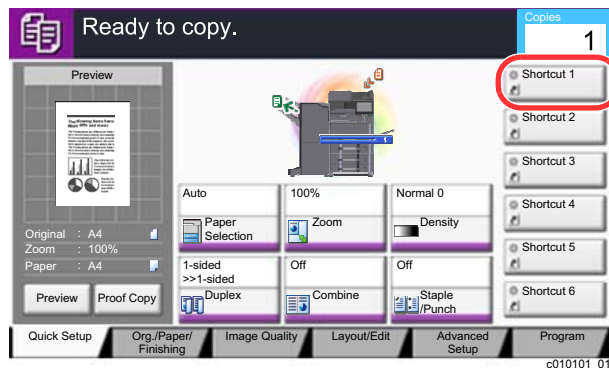 Ready to copy.
Copies
1
Preview
Original : A4
Zoom : 100%
Paper : A4
Preview
Proof Copy
Auto
Paper
Selection
100%
Zoom
Normal 0
Density
1-sided
>>1-sided
Duplex
Off
Combine
Off
Staple
/Punch
Shortcut 1
Shortcut 2
Shortcut 3
Shortcut 4
Shortcut 5
Shortcut 6
Quick Setup
Org./Paper/
Finishing
Image Quality
Layout/Edit
Advanced
Setup
Program
c010101_01